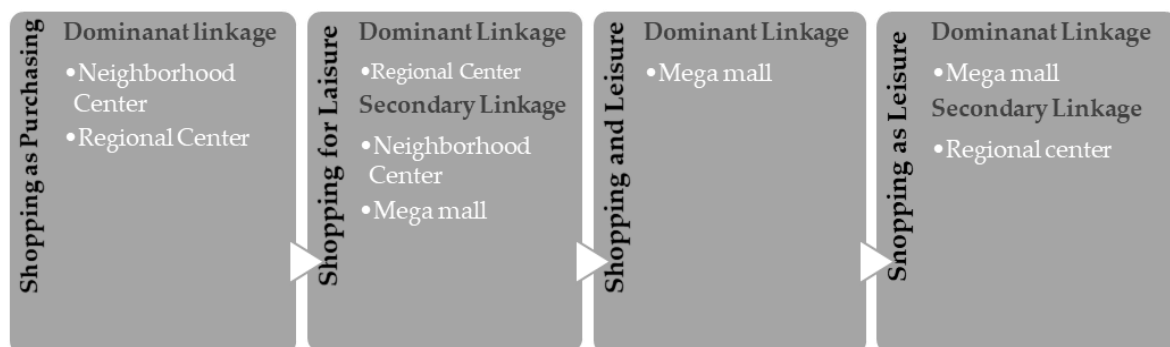 Shopping as Purchasing
Dominanat linkage
•Neighborhood
Center
•Regional Center
Shopping for Laisure
Dominant Linkage
•Regional Center
Secondary Linkage
•Neighborhood
Center
•Mega mall
Shopping and Leisure
Dominant Linkage
•Mega mall
Snopping as Leisure
Dominanat Linkage
•Mega mall
Secondary Linkage
•Regional center